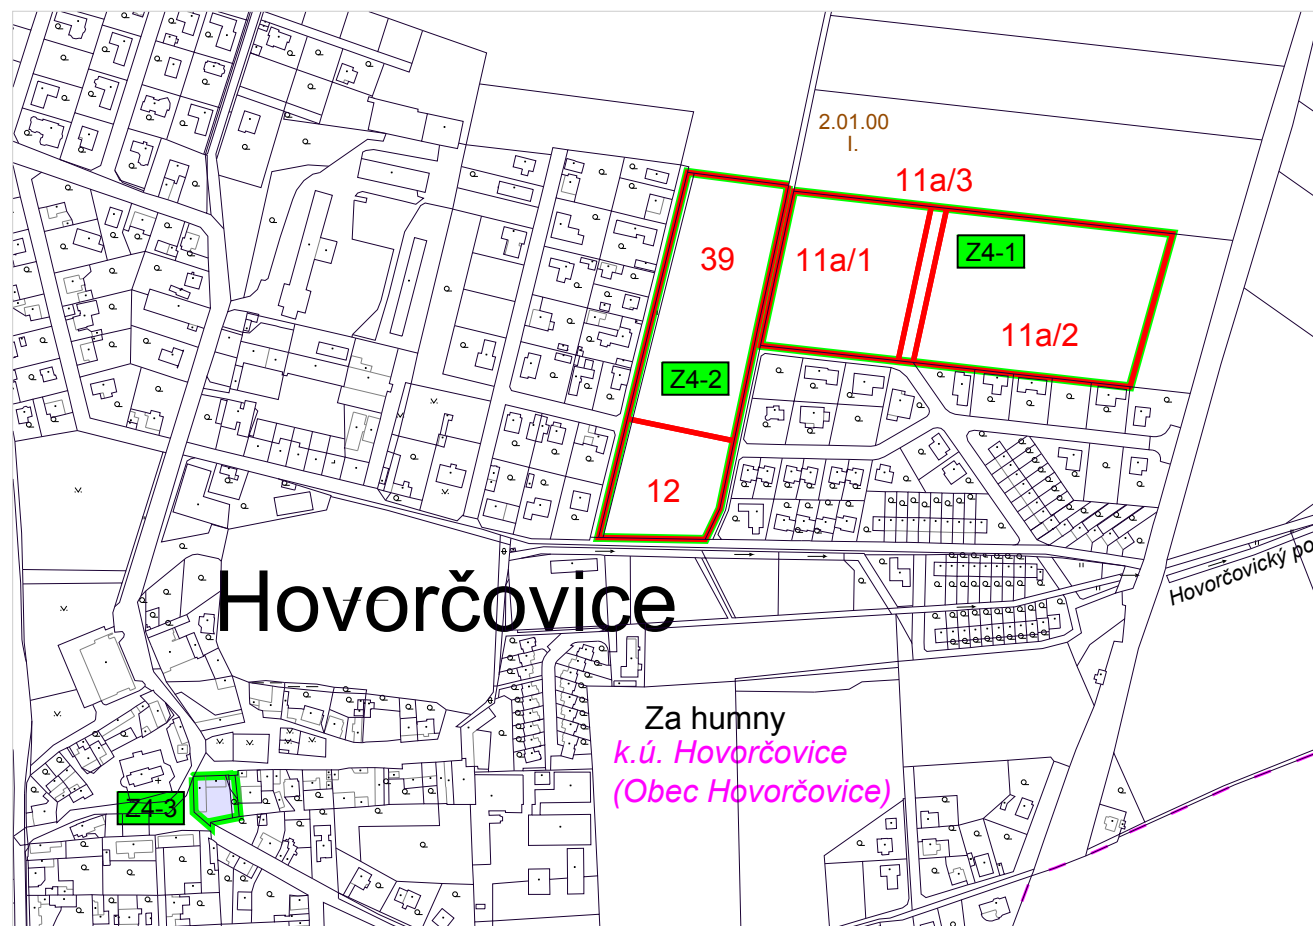 2.01.00
I.
11a/3
39
11a/1
Z4-1
11a/2
Z4-2
12
Hovorčovice
Hovorčovický po
Za humny
k.ú. Hovorčovice
(Obec Hovorčovice)
Z4-3